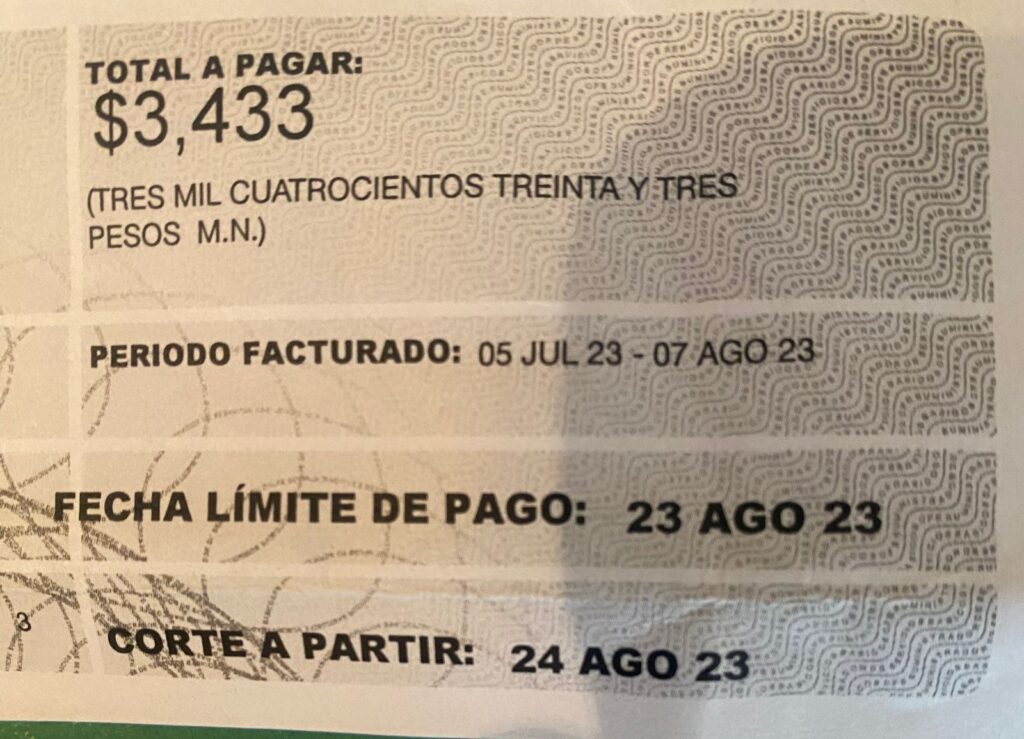 TOTAL A PAGAR:
$3,433
(TRES MIL CUATROCIENTOS TREINTA Y TRES
PESOS M.N.)
PERIODO FACTURADO: 05 JUL 23 - 07 AGO 23
FECHA LÍMITE DE PAGO: 23 AGO 23
3
CORTE A PARTIR: 24 AGO 23